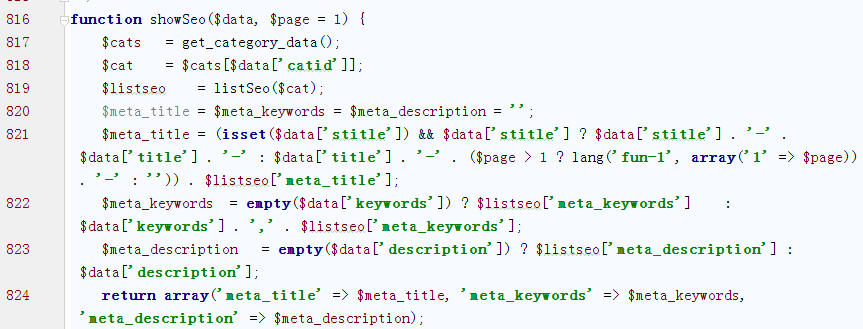 816 function showSeo($data, $page = 1) {
817 $cats = get_category_data();
818 $cat = $cats[$data['catid']];
819 $listseo = listSeo($cat);
820 $meta_title = $meta_keywords = $meta_description = '';
821 $meta_title = (isset($data['stitle']) && $data['stitle'] ? $data['stitle'] . '-' .
$data['title'] . '-' : $data['title'] . '-' . ($page > 1 ? lang('fun-1', array('1' => $page))
. '-' : '')) . $listseo['meta_title'];
822 $meta_keywords = empty($data['keywords']) ? $listseo['meta_keywords'] :
$data['keywords'] . ',' . $listseo['meta_keywords'];
823 $meta_description = empty($data['description']) ? $listseo['meta_description'] :
$data['description'];
824 return array('meta_title' => $meta_title, 'meta_keywords' => $meta_keywords,
'meta_description' => $meta_description);